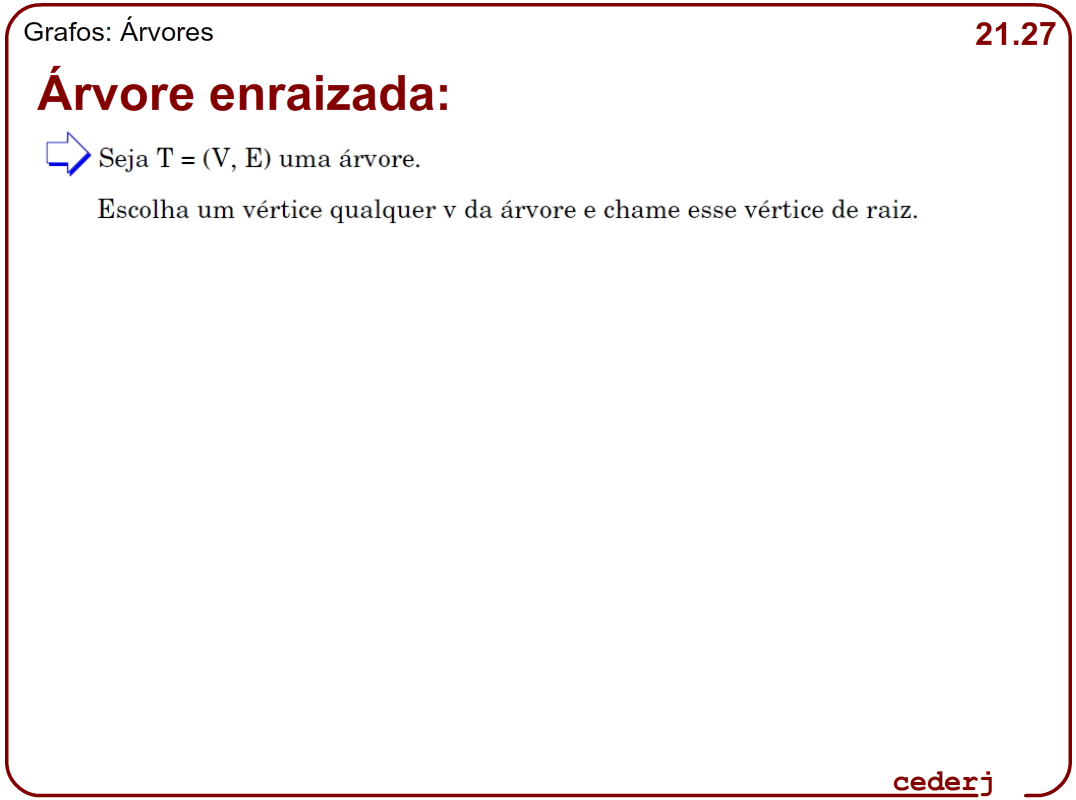 Grafos: Árvores
21.27
Árvore enraizada:
Seja T = (V, E) uma árvore.
Escolha um vértice qualquer v da árvore e chame esse vértice de raiz.
cederj